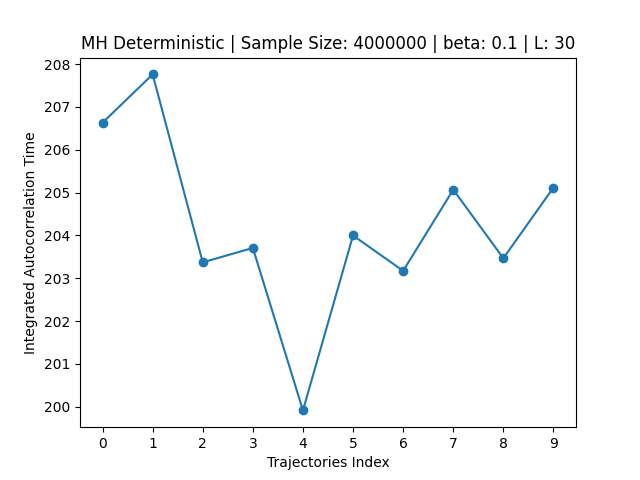 MH Deterministic | Sample Size: 4000000 | beta: 0.1 | L: 30
208
207
206
205
204
203
202
201
200
Integrated Autocorrelation Time
0 1 2 3 4 5 6 7 8 9
Trajectories Index